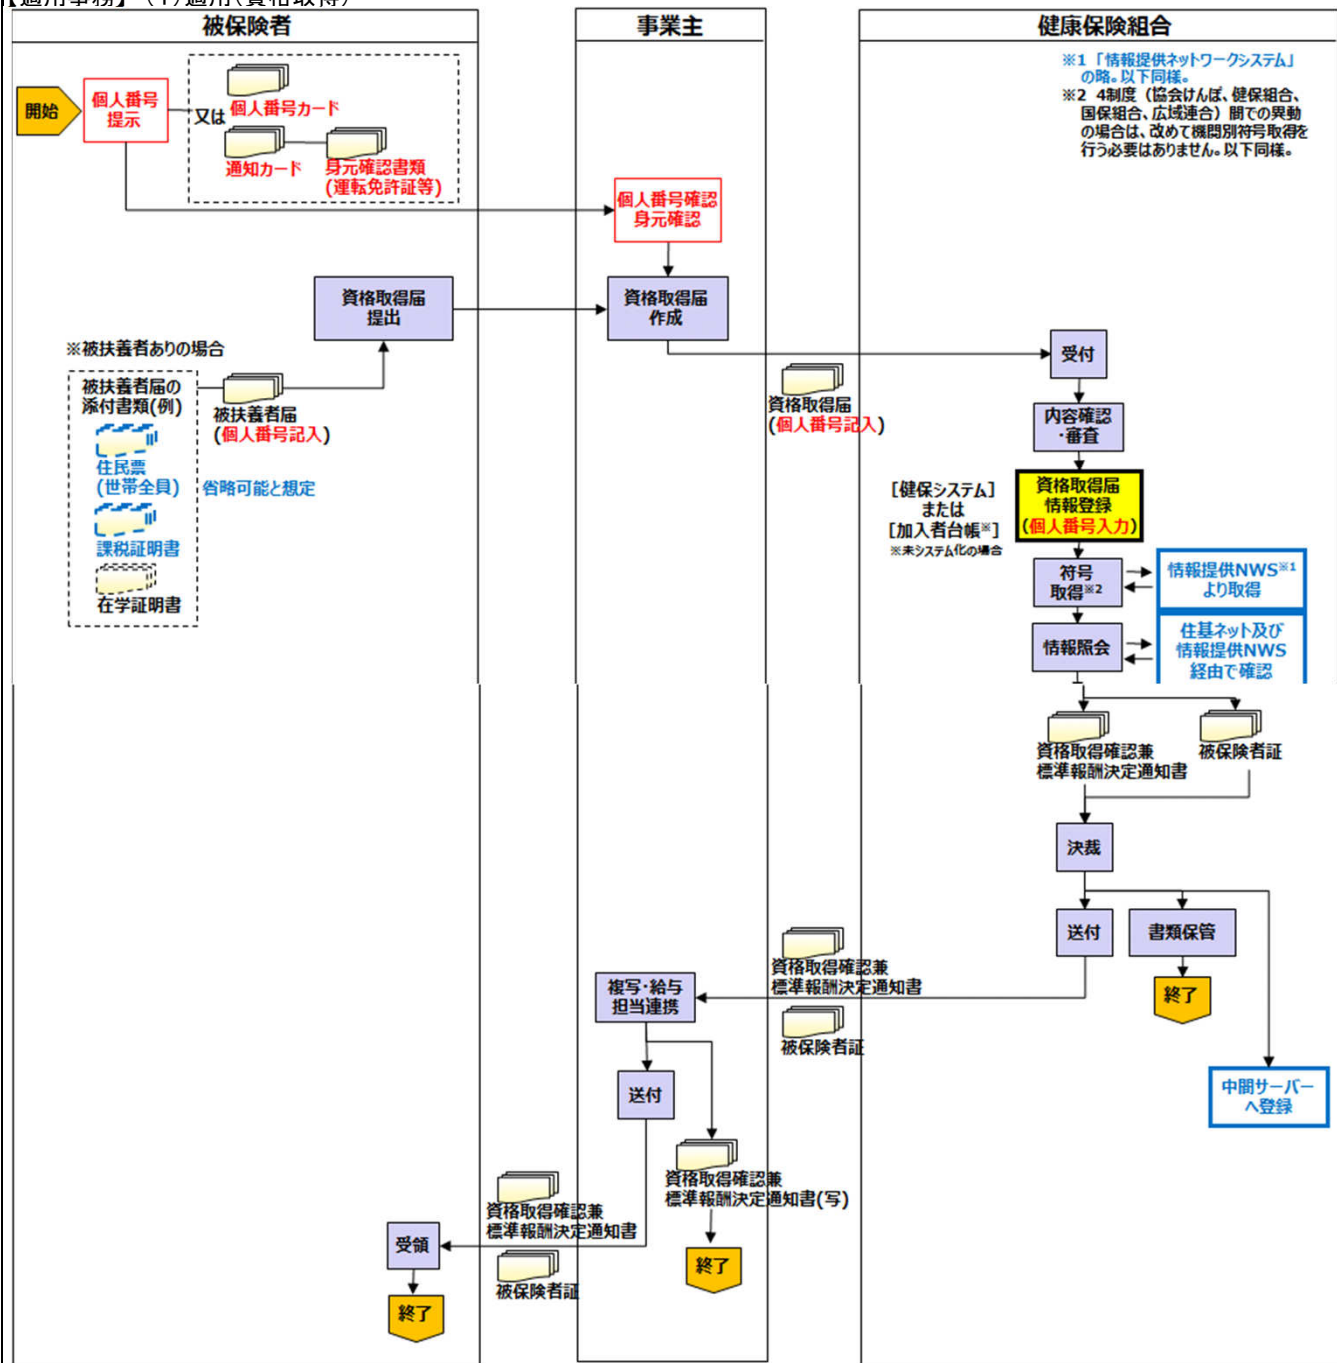 【適用事務】（1）適用（資格取得）
被保険者
事業主
健康保険組合
※1 「情報提供ネットワークシステム」
の略。以下同様。
※2 4制度（協会けんぽ、健保組合、
国保組合、広域連合）間での異動
の場合は、改めて機関別符号取得を
行う必要はありません。以下同様。
開始
個人番号
提示
又は
個人番号カード
通知カード
身元確認書類
(運転免許証等)
個人番号確認
身元確認
資格取得届
提出
資格取得届
作成
※被扶養者ありの場合
被扶養者届の
添付書類(例)
住民票
(世帯全員)
省略可能と想定
課税証明書
在学証明書
被扶養者届
(個人番号記入)
資格取得届
(個人番号記入)
受付
内容確認
・審査
[健保システム]
または
[加入者台帳※]
※未システム化の場合
資格取得届
情報登録
(個人番号入力)
符号
取得※2
情報提供NWS※1
より取得
情報照会
住基ネット及び
情報提供NWS
経由で確認
資格取得確認兼
標準報酬決定通知書
被保険者証
決裁
送付
書類保管
終了
資格取得確認兼
標準報酬決定通知書
被保険者証
複写・給与
担当連携
中間サーバー
へ登録
送付
資格取得確認兼
標準報酬決定通知書(写)
終了
資格取得確認兼
標準報酬決定通知書
被保険者証
受領
終了